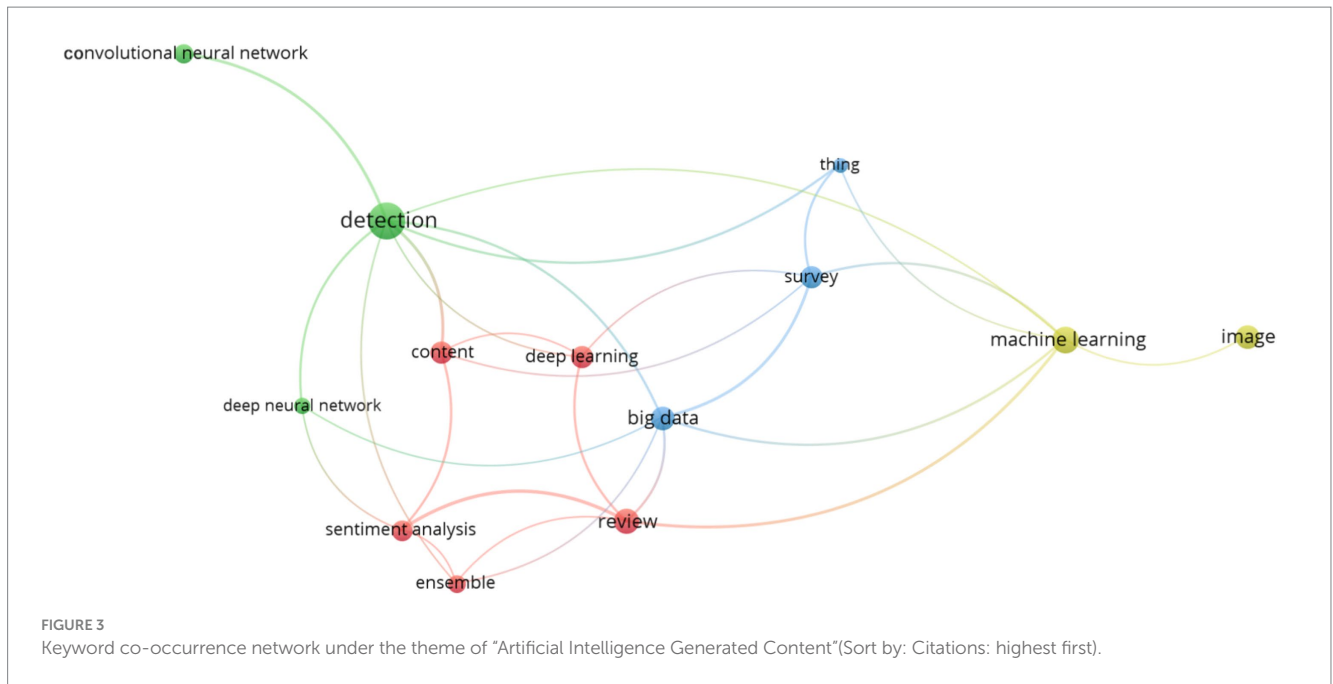 convolutional neural network
thing
detection
survey
machine learning
image
content
deep learning
deep neural network
big data
sentiment analysis
review
ensemble
FIGURE 3
Keyword co-occurrence network under the theme of “Artificial Intelligence Generated Content“(Sort by: Citations: highest first).